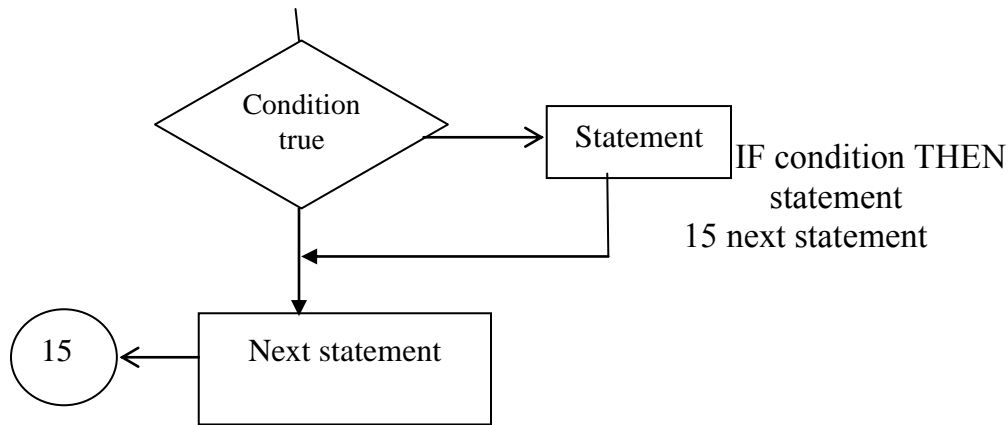 Condition
true
Statement
IF condition THEN
statement
15 next statement
15
Next statement